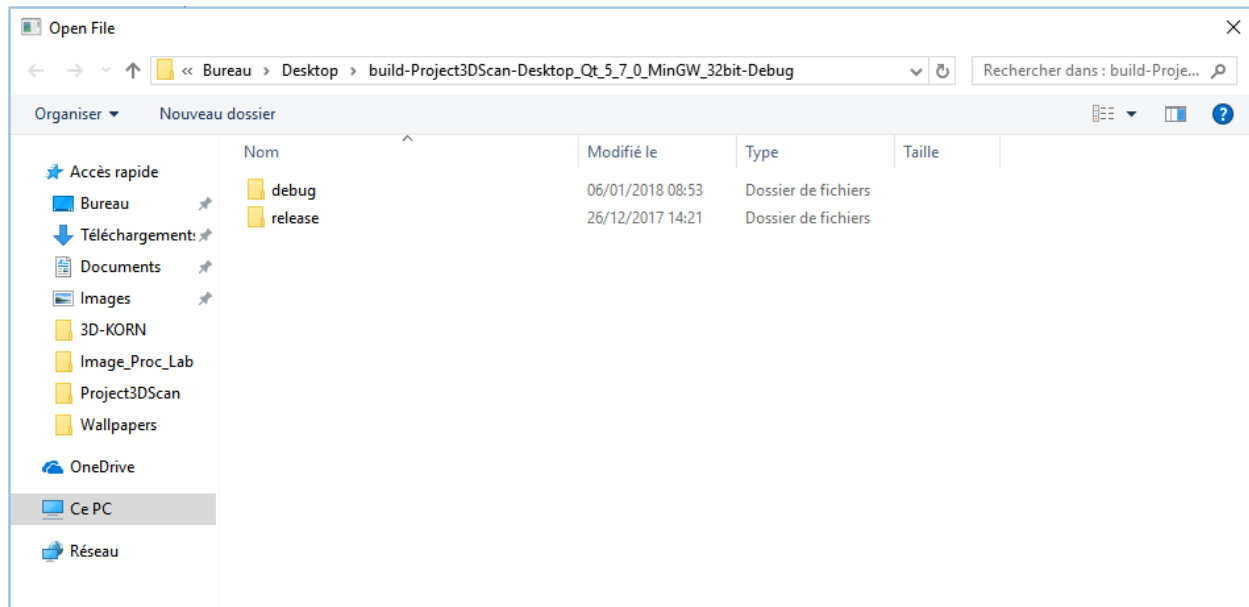 Open File
« Bureau › Desktop › build-Project3DScan-Desktop_Qt_5_7_0_MinGW_32bit-Debug
Rechercher dans : build-Proje...
Organiser Nouveau dossier
Nom Modifié le Type Taille
Accès rapide
Bureau
Téléchargement
Documents
Images
3D-KORN
Image_Proc_Lab
Project3DScan
Wallpapers
OneDrive
Ce PC
Réseau
debug 06/01/2018 08:53 Dossier de fichiers
release 26/12/2017 14:21 Dossier de fichiers